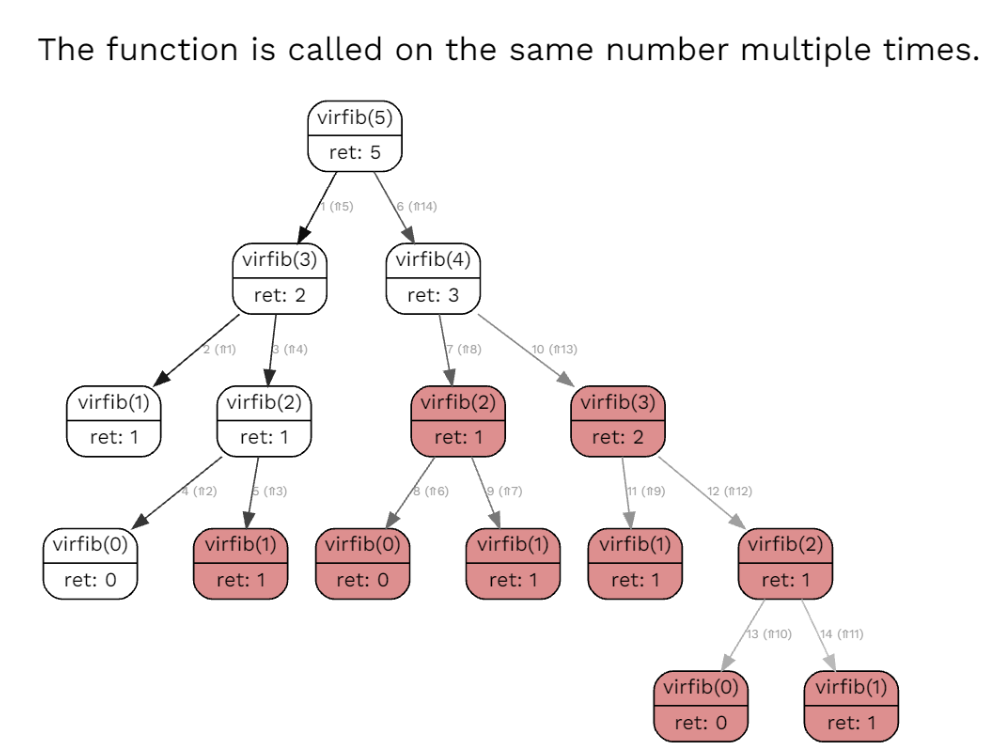 The function is called on the same number multiple times.
virfib(5)
ret: 5
1 (⇈5)
6 (⇈14)
virfib(3)
ret: 2
virfib(4)
ret: 3
2 (⇈1)
3 (⇈4)
7 (⇈8)
10 (⇈13)
virfib(1)
ret: 1
virfib(2)
ret: 1
virfib(2)
ret: 1
virfib(3)
ret: 2
4 (⇈2)
5 (⇈3)
8 (⇈6)
9 (⇈7)
11 (⇈9)
12 (⇈12)
virfib(0)
ret: 0
virfib(1)
ret: 1
virfib(0)
ret: 0
virfib(1)
ret: 1
virfib(1)
ret: 1
virfib(2)
ret: 1
13 (⇈10)
14 (⇈11)
virfib(0)
ret: 0
virfib(1)
ret: 1